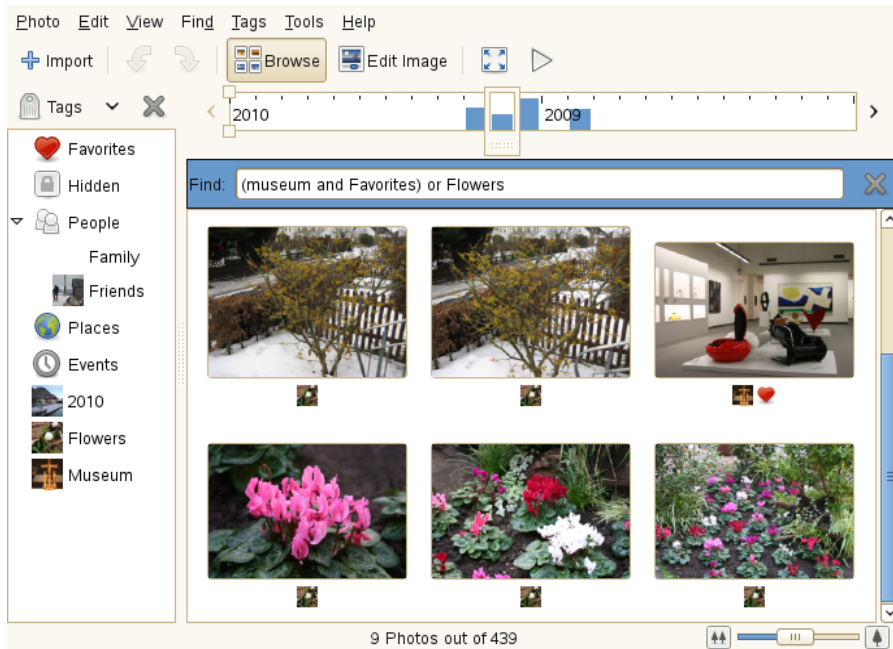 Photo Edit View Find Tags Tools Help
Import Browse Edit Image
Tags
2010 2009
Favorites
Hidden
People
Family
Friends
Places
Events
2010
Flowers
Museum
Find: (museum and Favorites) or Flowers
9 Photos out of 439